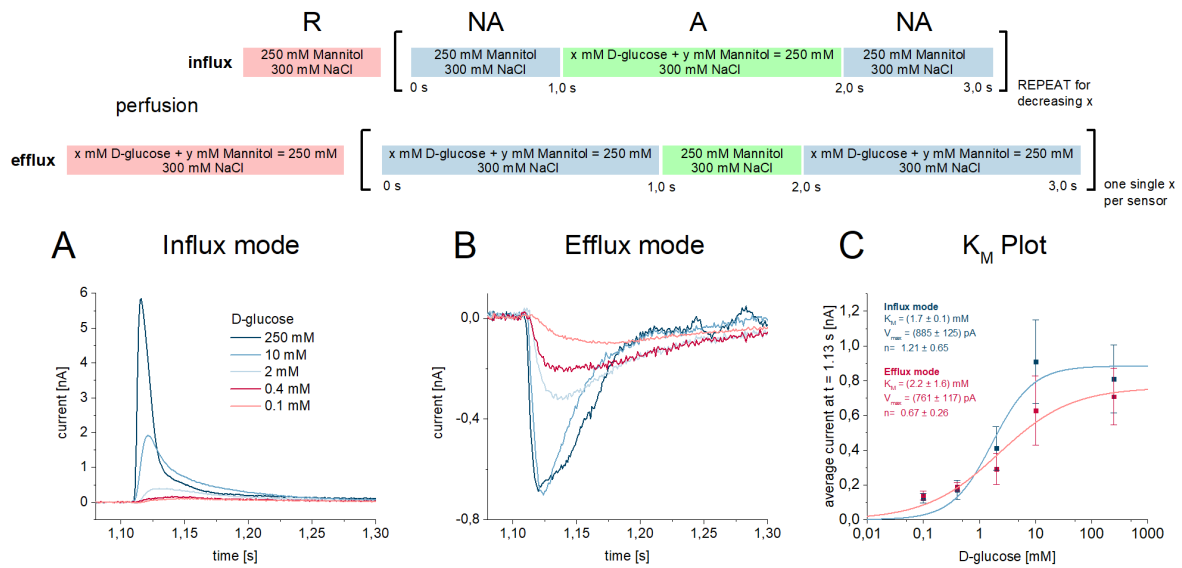 R NA A NA
influx
250 mM Mannitol
300 mM NaCl
250 mM Mannitol
300 mM NaCl
x mM D-glucose + y mM Mannitol = 250 mM
300 mM NaCl
250 mM Mannitol
300 mM NaCl
0 s 1,0 s 2,0 s 3,0 s
REPEAT for
decreasing x
perfusion
efflux
x mM D-glucose + y mM Mannitol = 250 mM
300 mM NaCl
x mM D-glucose + y mM Mannitol = 250 mM
300 mM NaCl
250 mM Mannitol
300 mM NaCl
x mM D-glucose + y mM Mannitol = 250 mM
300 mM NaCl
0 s 1,0 s 2,0 s 3,0 s
one single x
per sensor
A Influx mode
current [nA]
6
5
4
3
2
1
0
D-glucose
250 mM
10 mM
2 mM
0.4 mM
0.1 mM
1,10 1,15 1,20 1,25 1,30
time [s]
B Efflux mode
current [nA]
0,0
-0,4
-0,8
1,10 1,15 1,20 1,25 1,30
time [s]
C K_M Plot
average current at t = 1.13 s [nA]
1,2
1,0
0,8
0,6
0,4
0,2
0,0
Influx mode
K_M = (1.7 ± 0.1) mM
V_max = (885 ± 125) pA
n= 1.21 ± 0.65
Efflux mode
K_M = (2.2 ± 1.6) mM
V_max = (761 ± 117) pA
n= 0.67 ± 0.26
0,01 0,1 1 10 100 1000
D-glucose [mM]